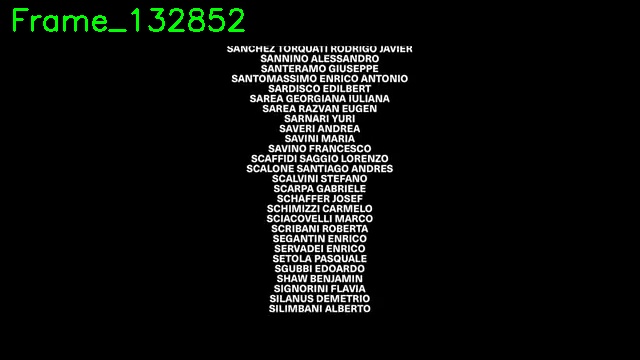 Frame_132852
SANCHEZ TORQUATI RODRIGO JAVIER
SANNINO ALESSANDRO
SANTERAMO GIUSEPPE
SANTOMASSIMO ENRICO ANTONIO
SARDISCO EDILBERT
SAREA GEORGIANA IULIANA
SAREA RAZVAN EUGEN
SARNARI YURI
SAVERI ANDREA
SAVINI MARIA
SAVINO FRANCESCO
SCAFFIDI SAGGIO LORENZO
SCALONE SANTIAGO ANDRES
SCALVINI STEFANO
SCARPA GABRIELE
SCHAFFER JOSEF
SCHIMIZZI CARMELO
SCIACOVELLI MARCO
SCRIBANI ROBERTA
SEGANTIN ENRICO
SERVADEI ENRICO
SETOLA PASQUALE
SGUBBI EDOARDO
SHAW BENJAMIN
SIGNORINI FLAVIA
SILANUS DEMETRIO
SILIMBANI ALBERTO